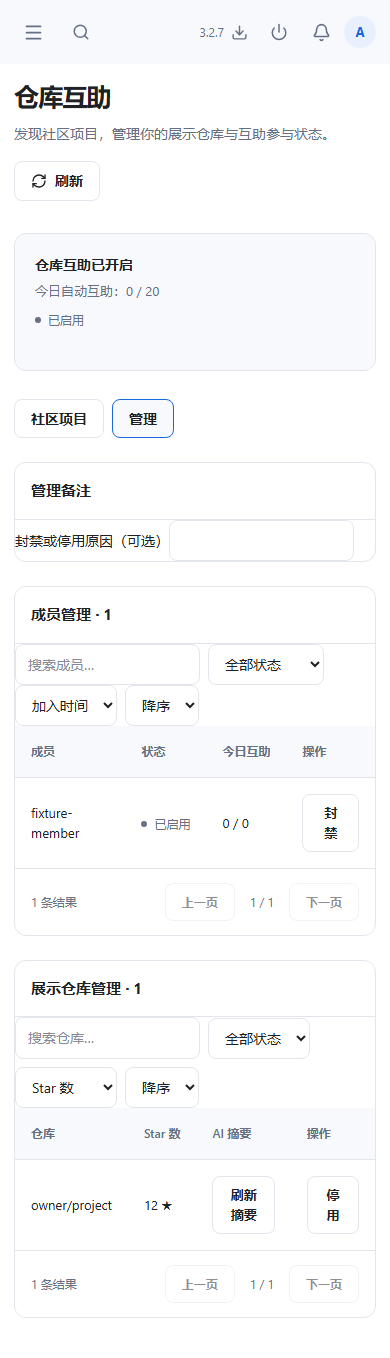 3.2.7
A
仓库互助
发现社区项目，管理你的展示仓库与互助参与状态。
刷新
仓库互助已开启
今日自动互助：0 / 20
已启用
社区项目 管理
管理备注
封禁或停用原因（可选）
成员管理 · 1
搜索成员... 全部状态
加入时间 降序
成员 状态 今日互助 操作
fixture-
member
已启用 0 / 0
封
禁
1 条结果 上一页 1 / 1 下一页
展示仓库管理 · 1
搜索仓库... 全部状态
Star 数 降序
仓库 Star 数 AI 摘要 操作
owner/project 12 ★
刷新
摘要
停
用
1 条结果 上一页 1 / 1 下一页